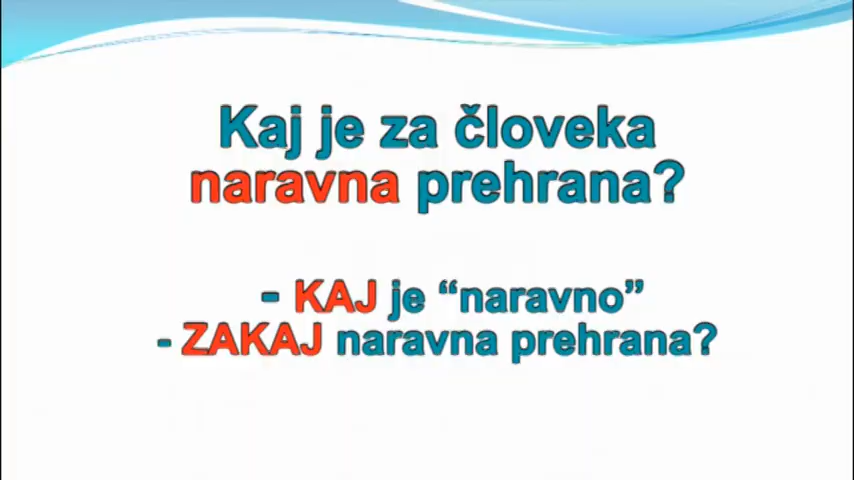 Kaj je za človeka
naravna prehrana?
- KAJ je “naravno”
- ZAKAJ naravna prehrana?